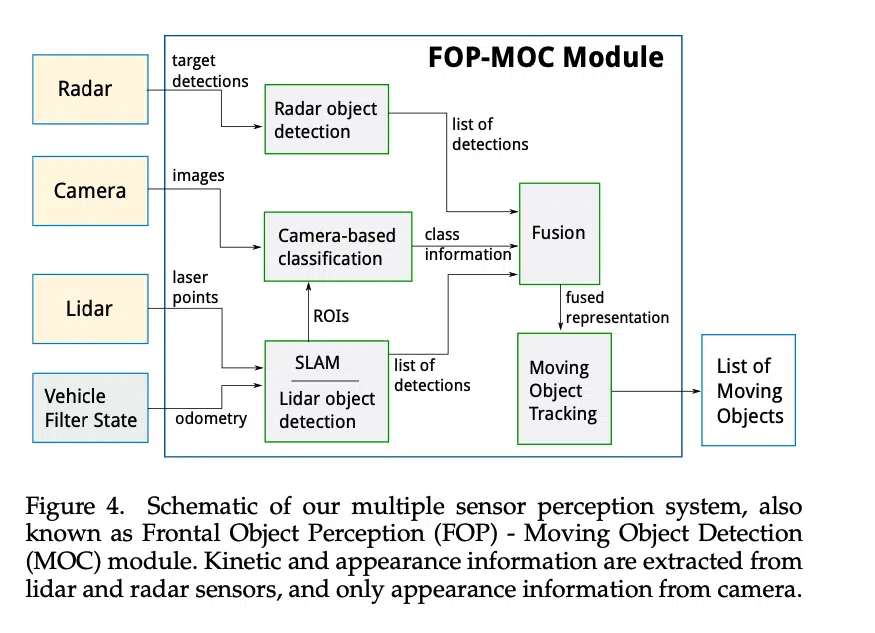 FOP-MOC Module
Radar
target
detections
Radar object
detection
list of
detections
Camera
images
Camera-based
classification
class
information
Fusion
Lidar
laser
points
ROIs
fused
representation
SLAM
Lidar object
detection
list of
detections
Vehicle
Filter State
odometry
Moving
Object
Tracking
List of
Moving
Objects
Figure 4. Schematic of our multiple sensor perception system, also
known as Frontal Object Perception (FOP) - Moving Object Detection
(MOC) module. Kinetic and appearance information are extracted from
lidar and radar sensors, and only appearance information from camera.